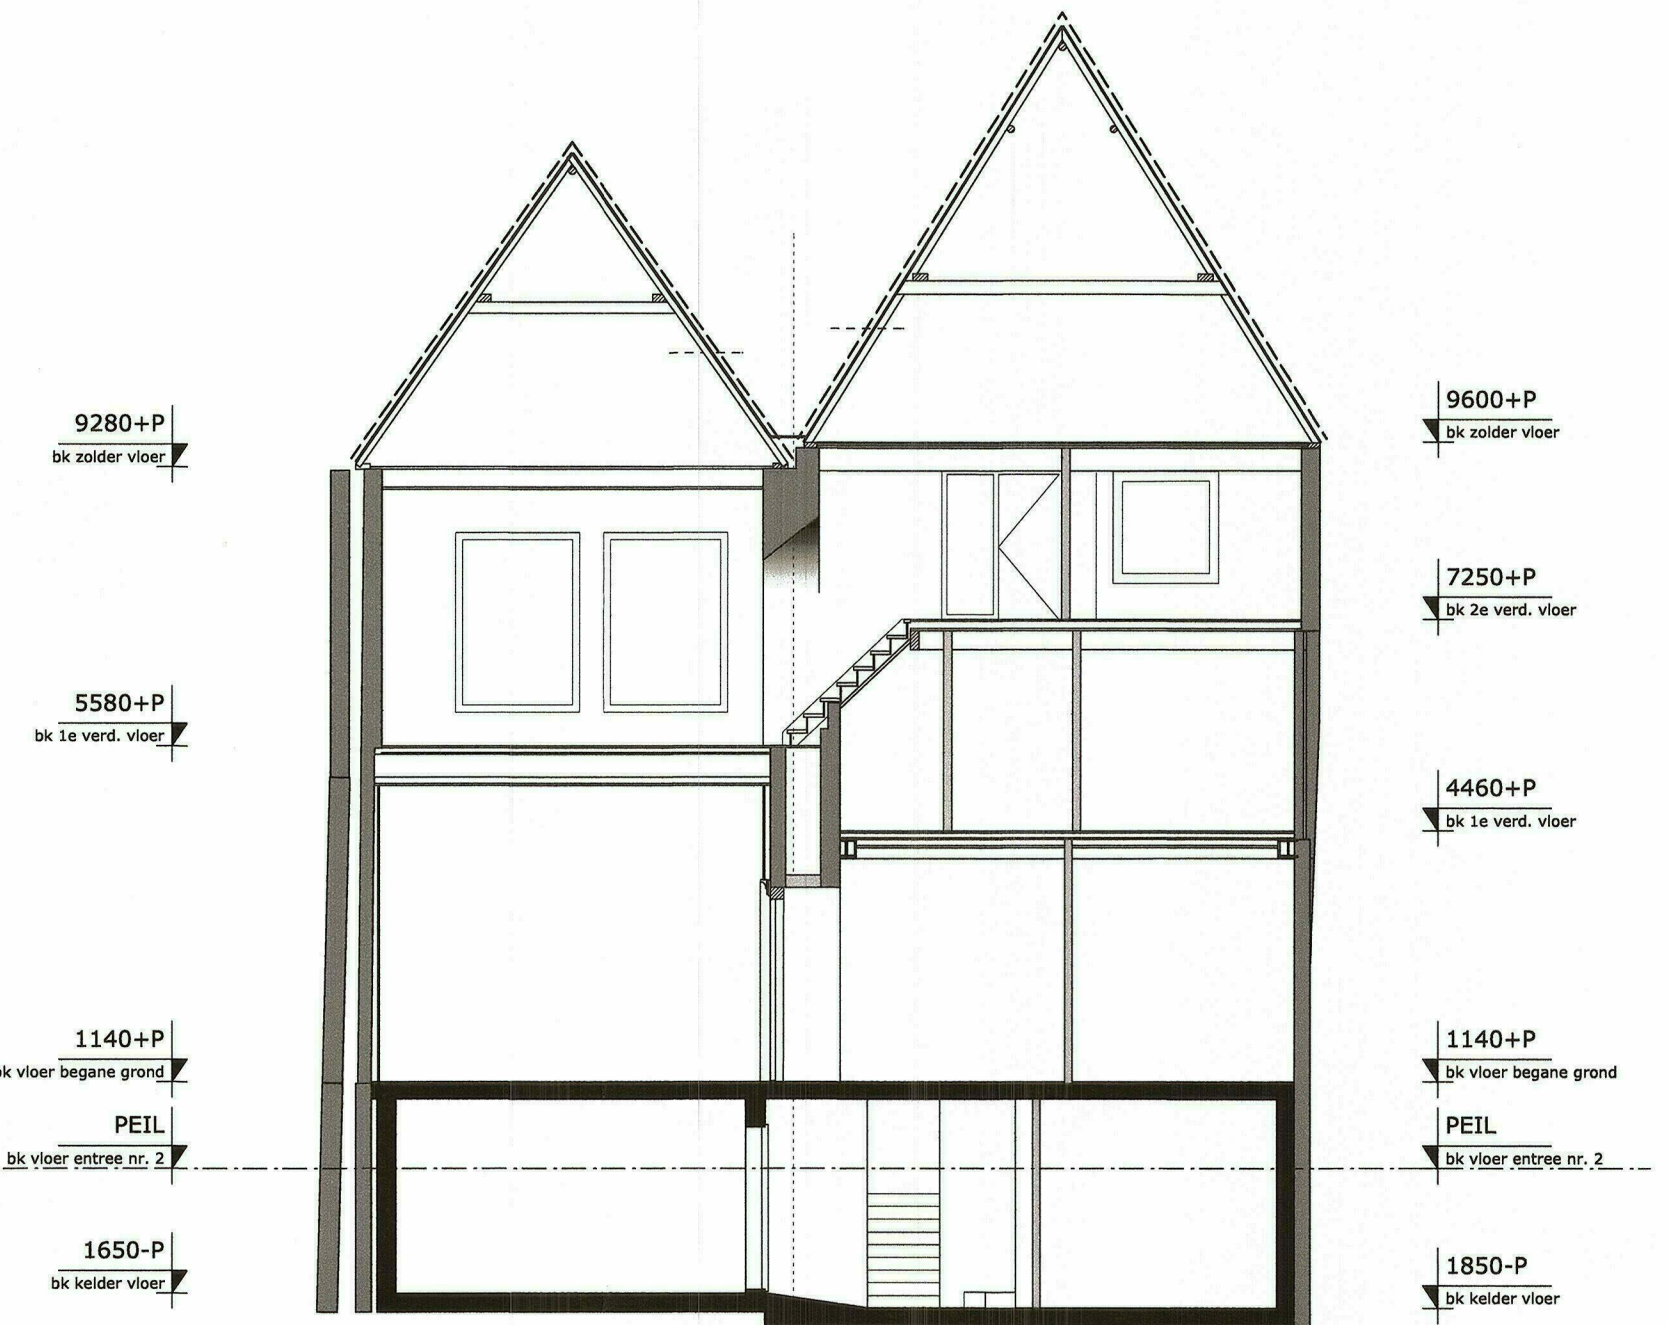 9280+P
bk zolder vloer
5580+P
bk 1e verd. vloer
1140+P
bk vloer begane grond
PEIL
bk vloer entree nr. 2
1650-P
bk kelder vloer
9600+P
bk zolder vloer
7250+P
bk 2e verd. vloer
4460+P
bk 1e verd. vloer
1140+P
bk vloer begane grond
PEIL
bk vloer entree nr. 2
1850-P
bk kelder vloer